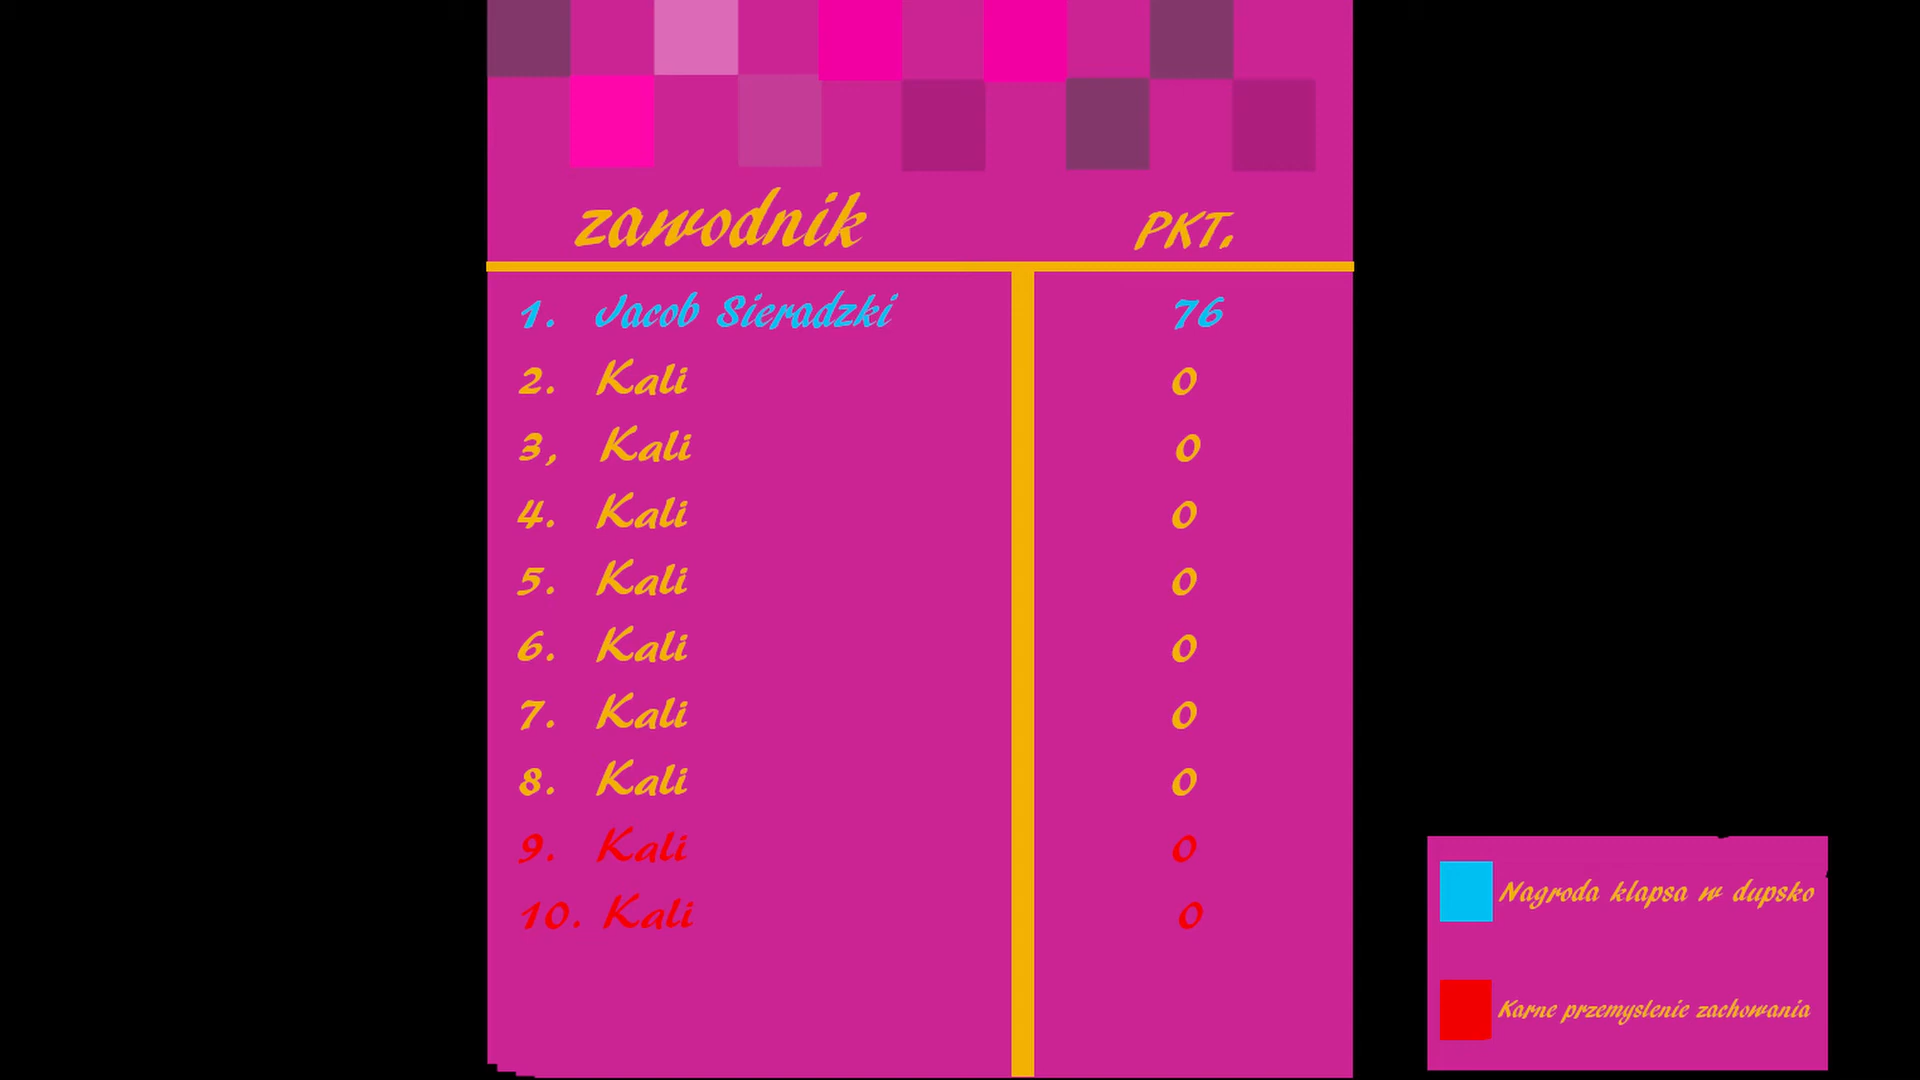 zawodnik PKT.
1. Jacob Sieradzki 76
2. Kali 0
3, Kali 0
4. Kali 0
5. Kali 0
6. Kali 0
7. Kali 0
8. Kali 0
9. Kali 0
10. Kali 0
Nagroda klapsa w dupsko
Karne przemyslenie zachowania